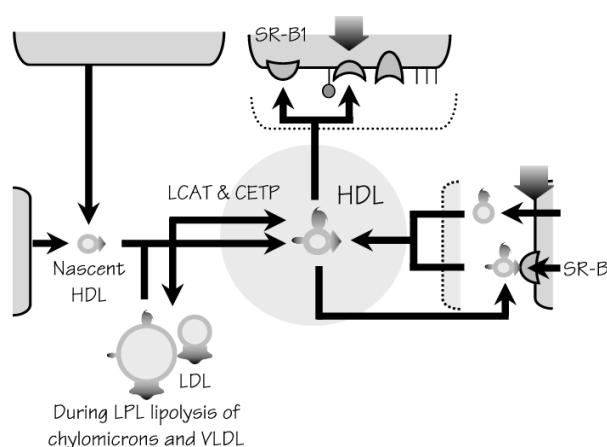 SR-B1
LCAT & CETP
HDL
Nascent
HDL
SR-B
LDL
During LPL lipolysis of
chylomicrons and VLDL